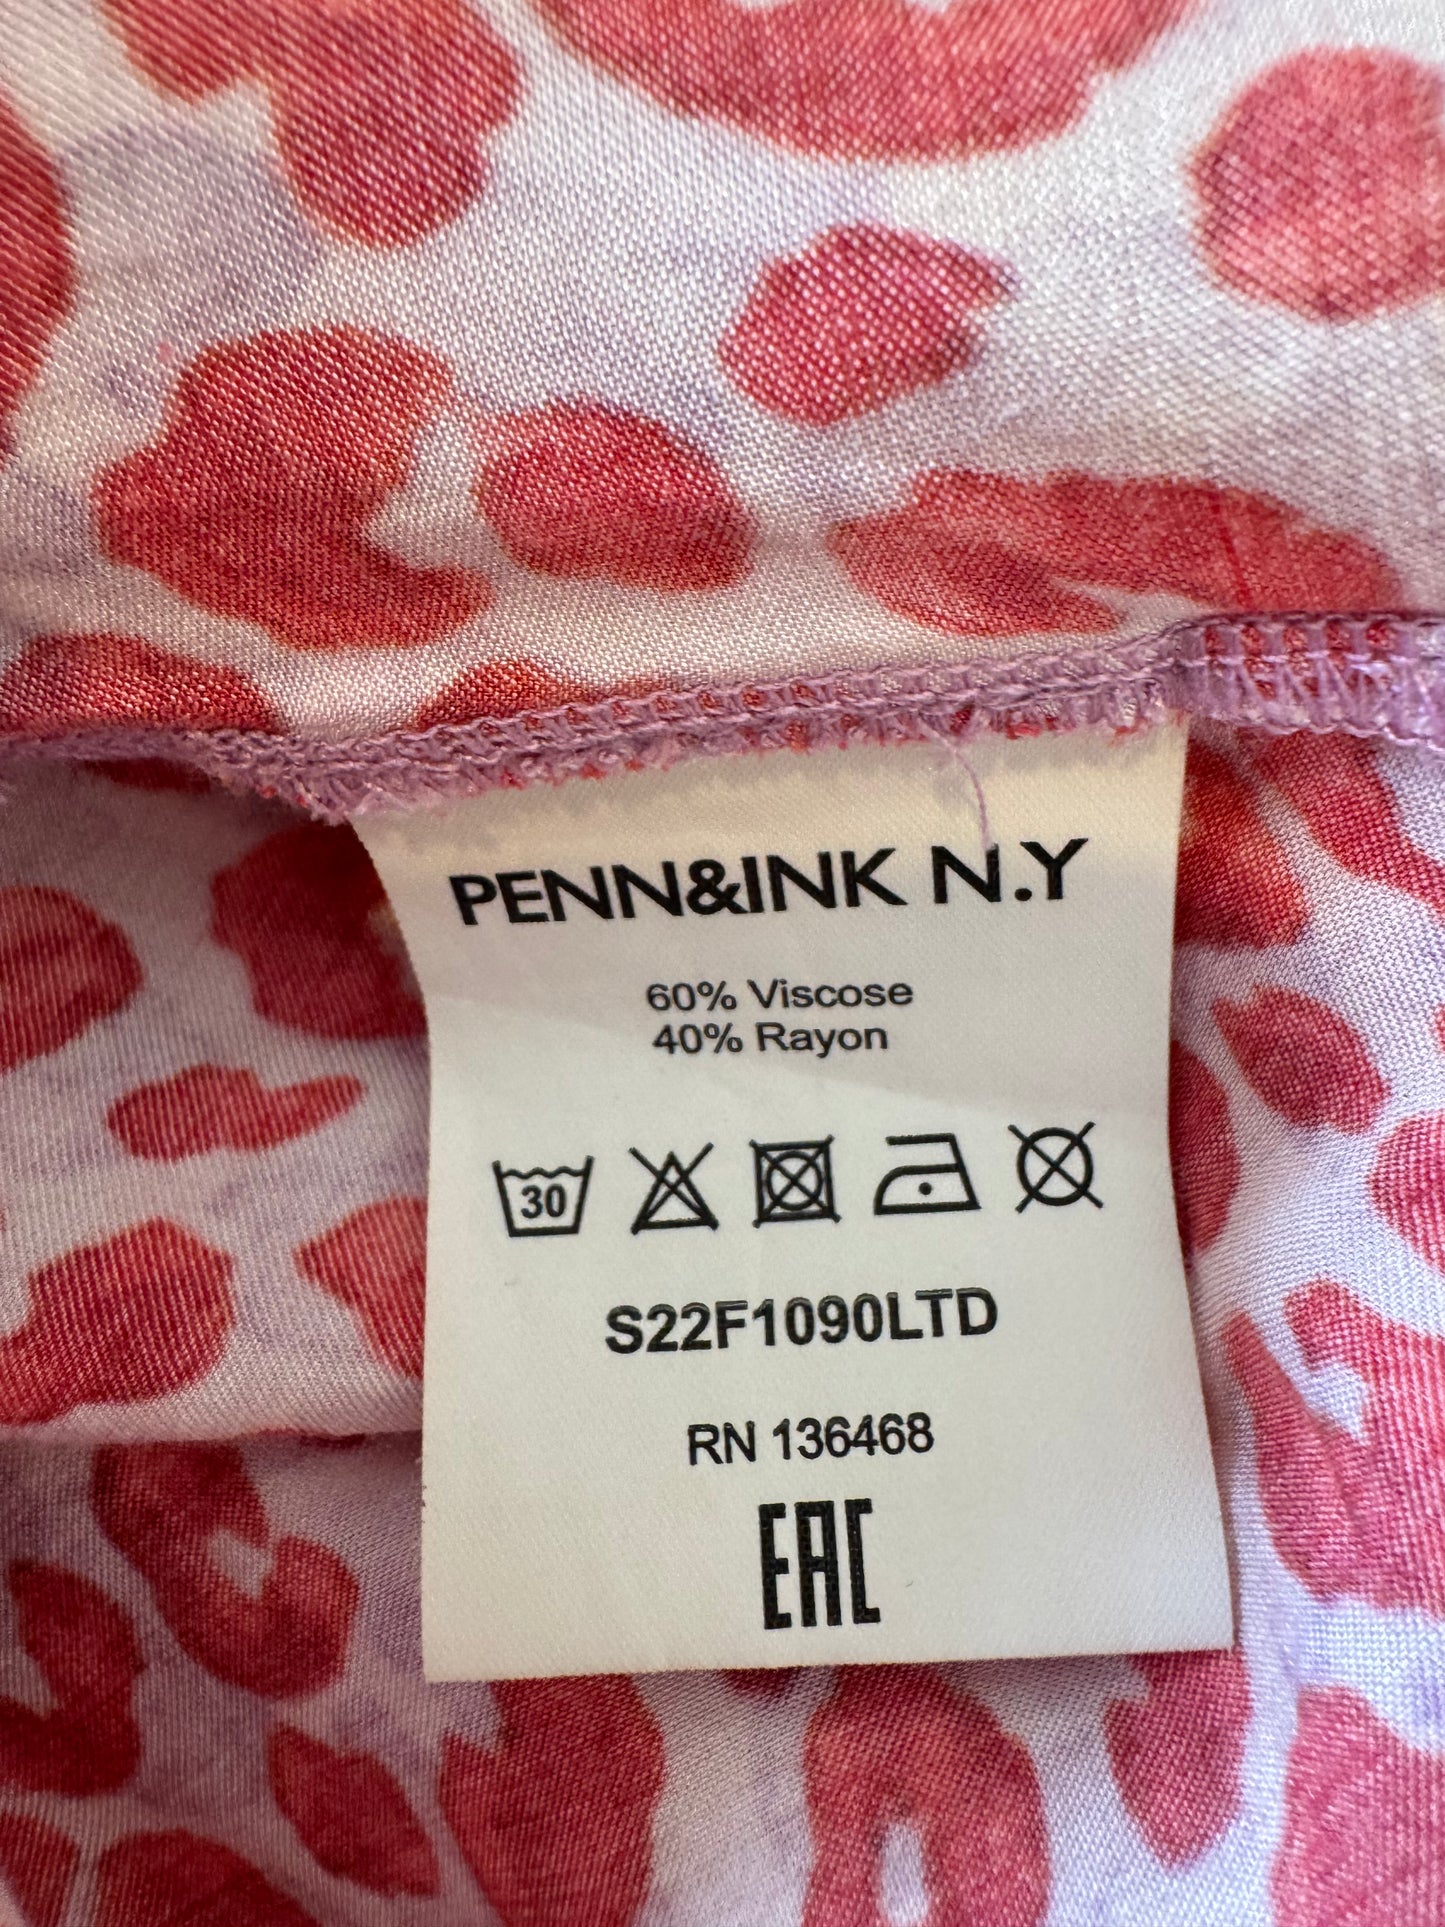 PENN&INK N.Y
60% Viscose
40% Rayon
30
S22F1090LTD
RN 136468
EAC